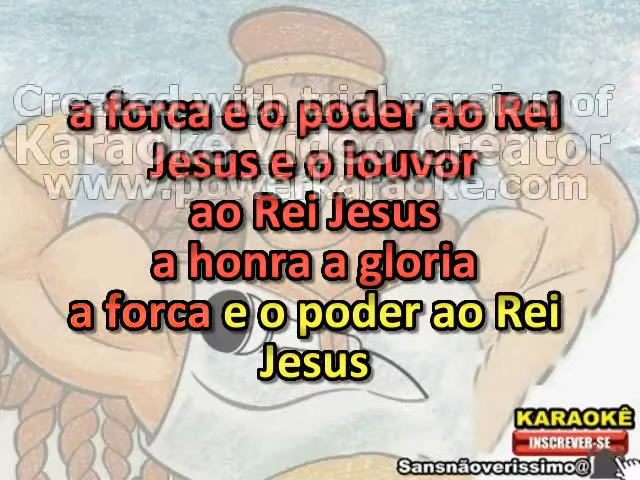 Created with trial version of
a forca e o poder ao Rei
Karaoke Video Creator
Jesus e o louvor
www.powerkaraoke.com
ao Rei Jesus
a honra a gloria
a forca e o poder ao Rei
Jesus
KARAOKÊ
INSCREVER-SE
Sansnãoverissimo@